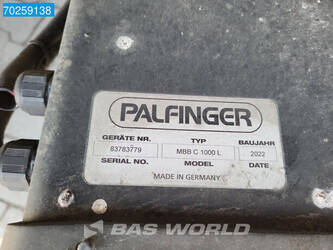 70259138
PALFINGER
GERÄTE NR. TYP BAUJAHR
83783779 MBB C 1000 L 2022
SERIAL NO. MODEL DATE
MADE IN GERMANY
BAS WORLD